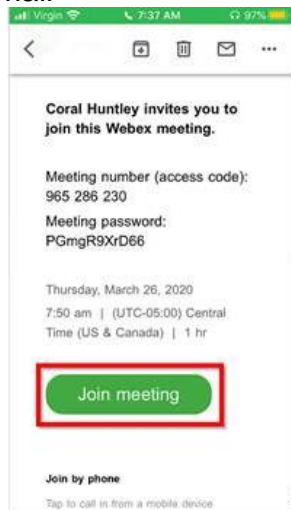 Virgin 7:37 AM 97%
Coral Huntley invites you to
join this Webex meeting.
Meeting number (access code):
965 286 230
Meeting password:
PGmgR9XrD66
Thursday, March 26, 2020
7:50 am | (UTC-05:00) Central
Time (US & Canada) | 1 hr
Join meeting
Join by phone
Tap to call in from a mobile device